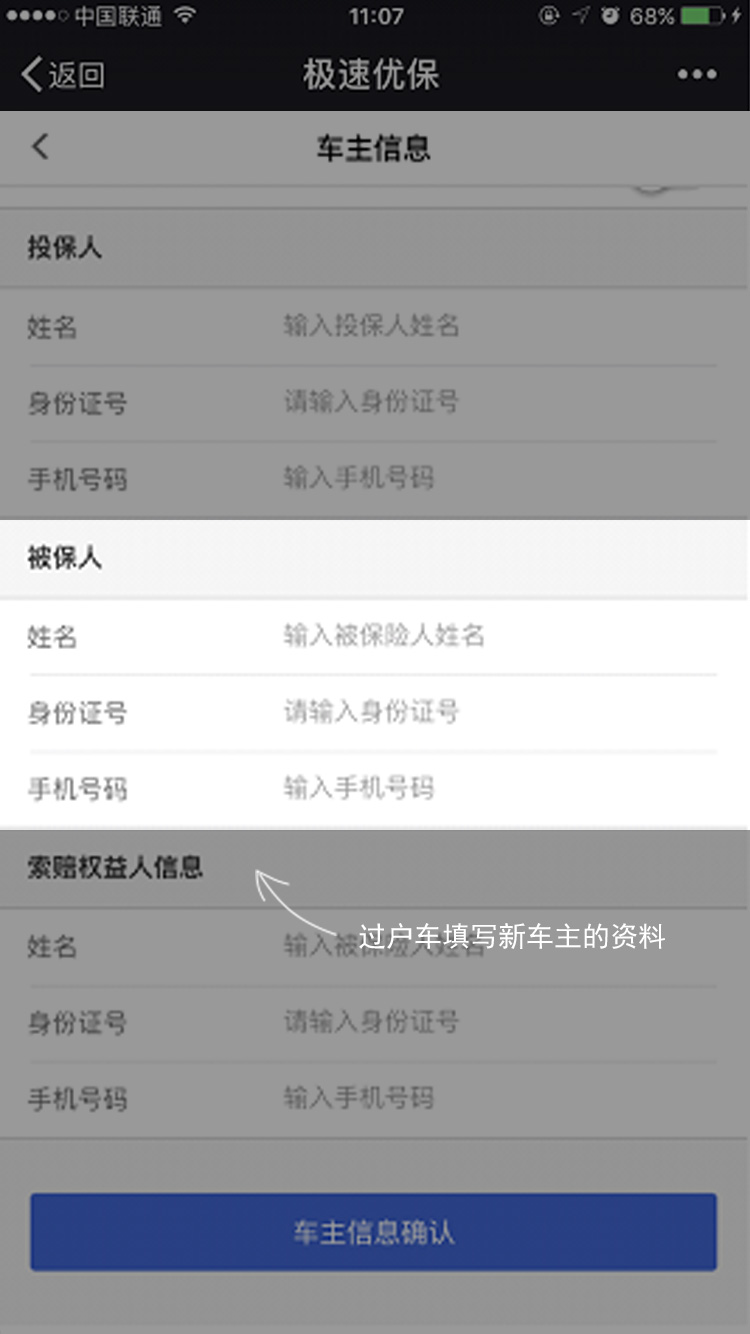 中国联通 11:07 68%
返回 极速优保 •••
车主信息
投保人
姓名 输入投保人姓名
身份证号 请输入身份证号
手机号码 输入手机号码
被保人
姓名 输入被保险人姓名
身份证号 请输入身份证号
手机号码 输入手机号码
索赔权益人信息
过户车填写新车主的资料
姓名 输入被保险人姓名
身份证号 请输入身份证号
手机号码 输入手机号码
车主信息确认